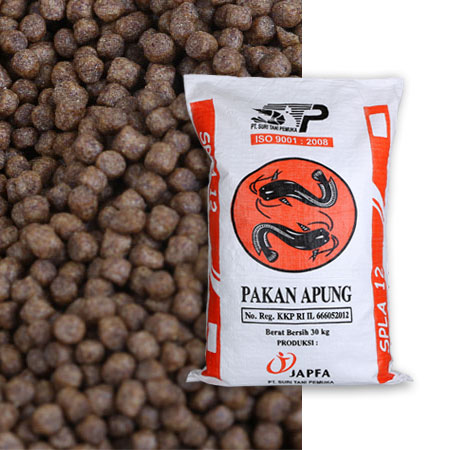 STP
PT. SURI TANI PEMUKA
ISO 9001 : 2008
PAKAN APUNG
No. Reg. KKP RI IL 666052012
Berat Bersih 30 kg
PRODUKSI :
JAPFA
PT. SURI TANI PEMUKA
SPLA 12
SPLA 12